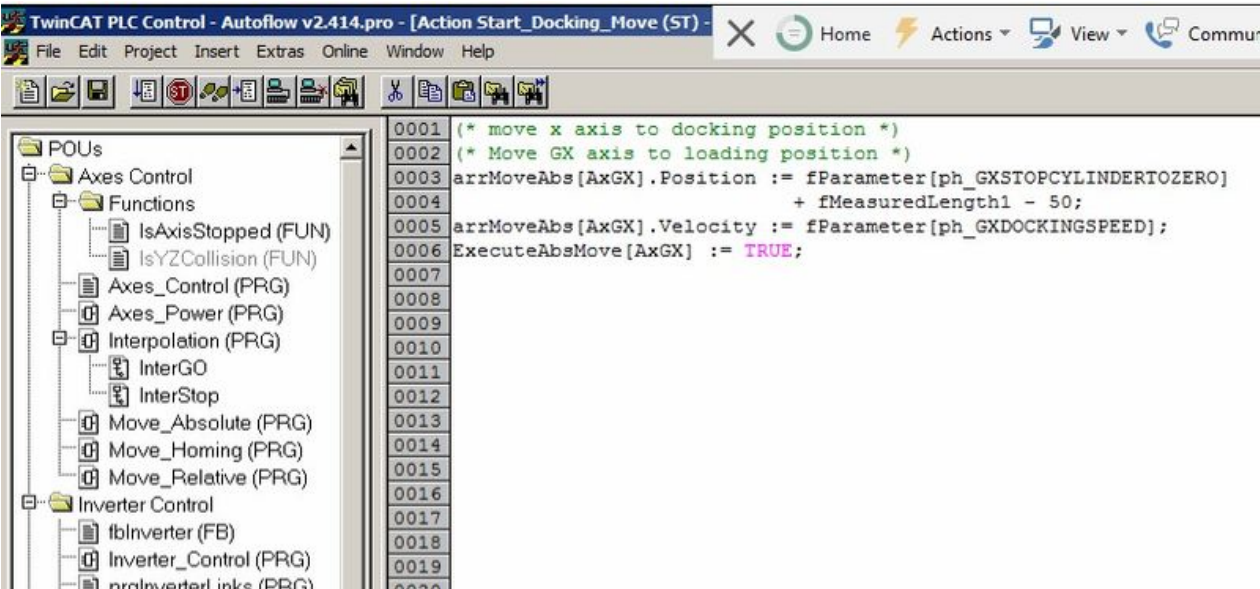 TwinCAT PLC Control - Autoflow v2.414.pro - [Action Start_Docking_Move (ST) -
Home Actions View
File Edit Project Insert Extras Online Window Help
POUs
Axes Control
Functions
IsAxisStopped (FUN)
IsYZCollision (FUN)
Axes_Control (PRG)
Axes_Power (PRG)
Interpolation (PRG)
InterGO
InterStop
Move_Absolute (PRG)
Move_Homing (PRG)
Move_Relative (PRG)
Inverter Control
fbInverter (FB)
Inverter_Control (PRG)
prgInverterLinks (PRG)
0001 (* move x axis to docking position *)
0002 (* Move GX axis to loading position *)
0003 arrMoveAbs[AxGX].Position := fParameter[ph_GXSTOPCYLINDERTOZERO]
0004 + fMeasuredLength1 - 50;
0005 arrMoveAbs[AxGX].Velocity := fParameter[ph_GXDOCKINGSPEED];
0006 ExecuteAbsMove[AxGX] := TRUE;
0007
0008
0009
0010
0011
0012
0013
0014
0015
0016
0017
0018
0019